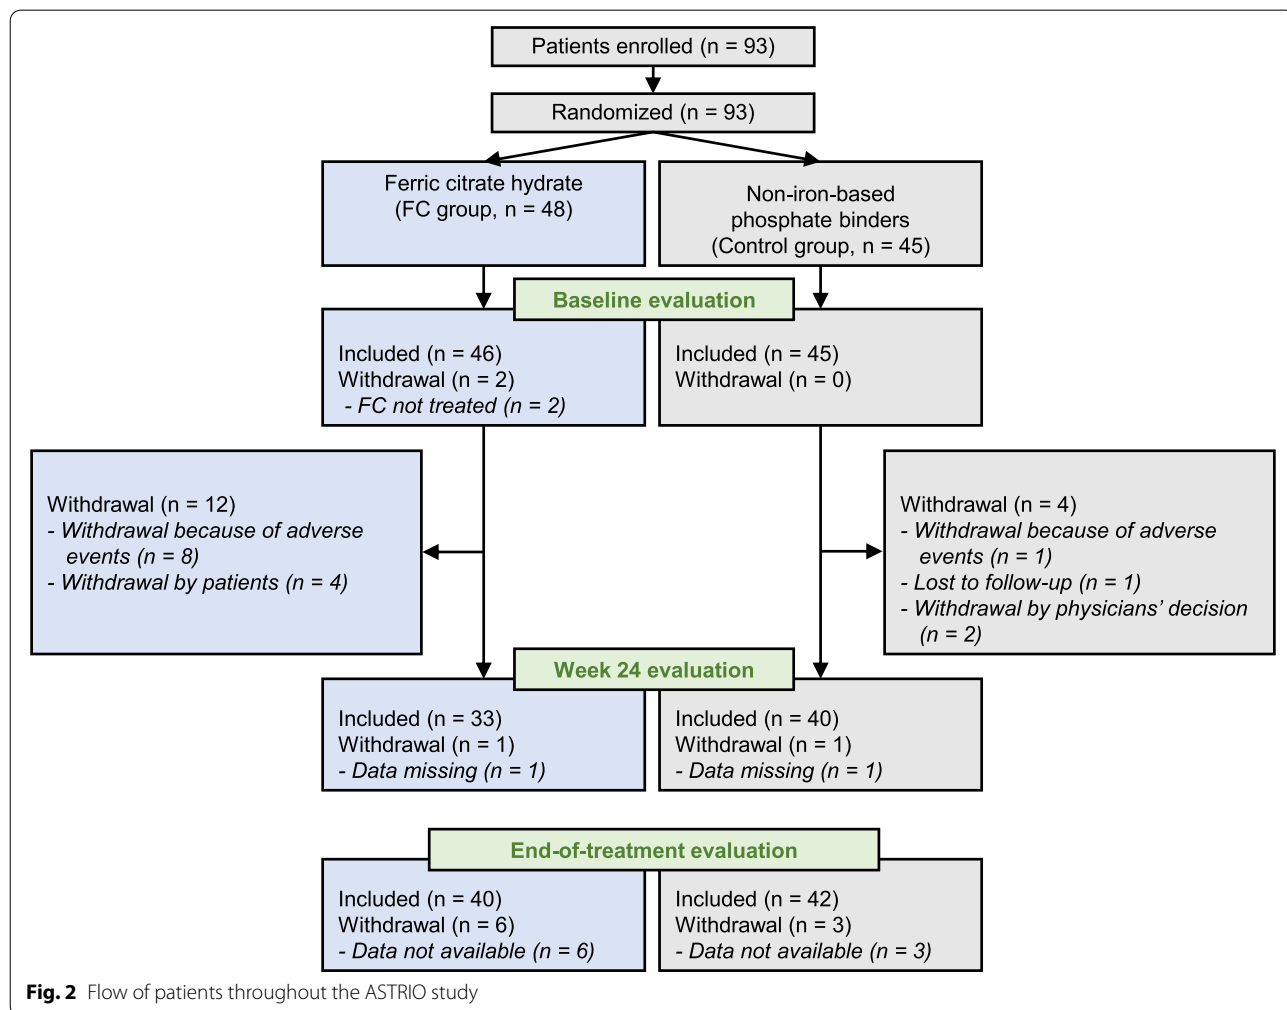 Patients enrolled (n = 93)
Randomized (n = 93)
Ferric citrate hydrate
(FC group, n = 48)
Non-iron-based
phosphate binders
(Control group, n = 45)
Baseline evaluation
Included (n = 46)
Withdrawal (n = 2)
- FC not treated (n = 2)
Included (n = 45)
Withdrawal (n = 0)
Withdrawal (n = 12)
- Withdrawal because of adverse
events (n = 8)
- Withdrawal by patients (n = 4)
Withdrawal (n = 4)
- Withdrawal because of adverse
events (n = 1)
- Lost to follow-up (n = 1)
- Withdrawal by physicians’ decision
(n = 2)
Week 24 evaluation
Included (n = 33)
Withdrawal (n = 1)
- Data missing (n = 1)
Included (n = 40)
Withdrawal (n = 1)
- Data missing (n = 1)
End-of-treatment evaluation
Included (n = 40)
Withdrawal (n = 6)
- Data not available (n = 6)
Included (n = 42)
Withdrawal (n = 3)
- Data not available (n = 3)
Fig. 2 Flow of patients throughout the ASTRIO study